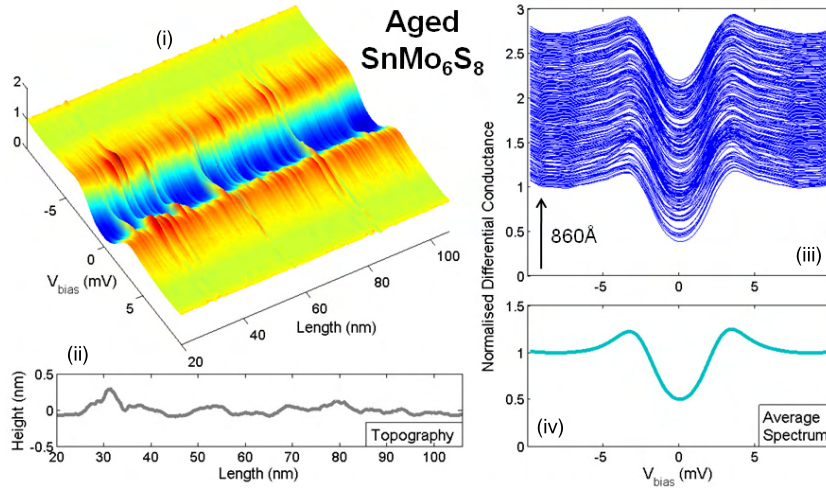 Aged
SnMo₆S₈
(i)
2
1
0
-5
0
5
V_bias (mV)
20
40
60
80
100
Length (nm)
(ii)
0.5
0
-0.5
Height (nm)
20 30 40 50 60 70 80 90 100
Length (nm)
Topography
3
2.5
2
1.5
1
0.5
0
860Å
(iii)
-5 0 5
Normalised Differential Conductance
1.5
1
0.5
0
(iv)
Average
Spectrum
-5 0 5
V_bias (mV)